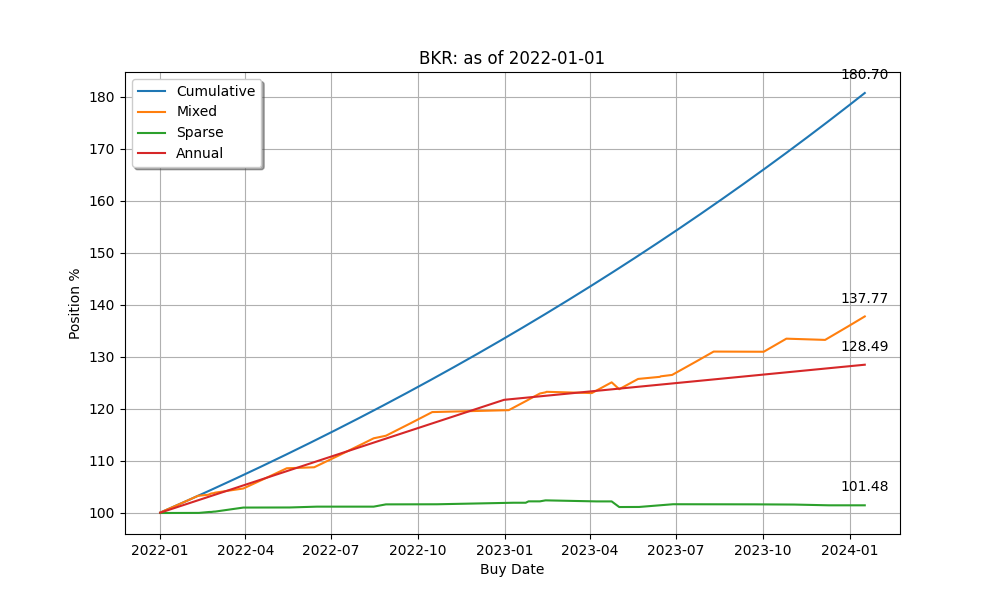 BKR: as of 2022-01-01
Cumulative
Mixed
Sparse
Annual
180.70
137.77
128.49
101.48
Position %
180
170
160
150
140
130
120
110
100
2022-01 2022-04 2022-07 2022-10 2023-01 2023-04 2023-07 2023-10 2024-01
Buy Date